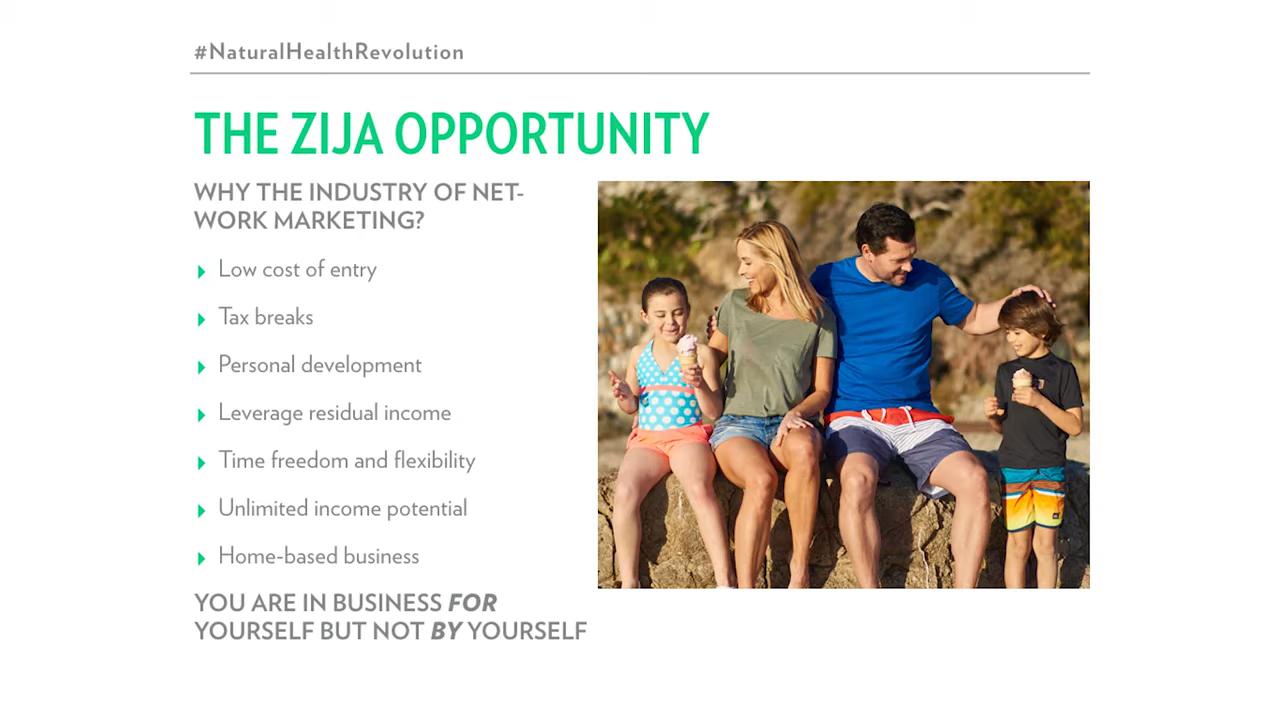 #NaturalHealthRevolution
THE ZIJA OPPORTUNITY
WHY THE INDUSTRY OF NET-
WORK MARKETING?
Low cost of entry
Tax breaks
Personal development
Leverage residual income
Time freedom and flexibility
Unlimited income potential
Home-based business
YOU ARE IN BUSINESS FOR
YOURSELF BUT NOT BY YOURSELF